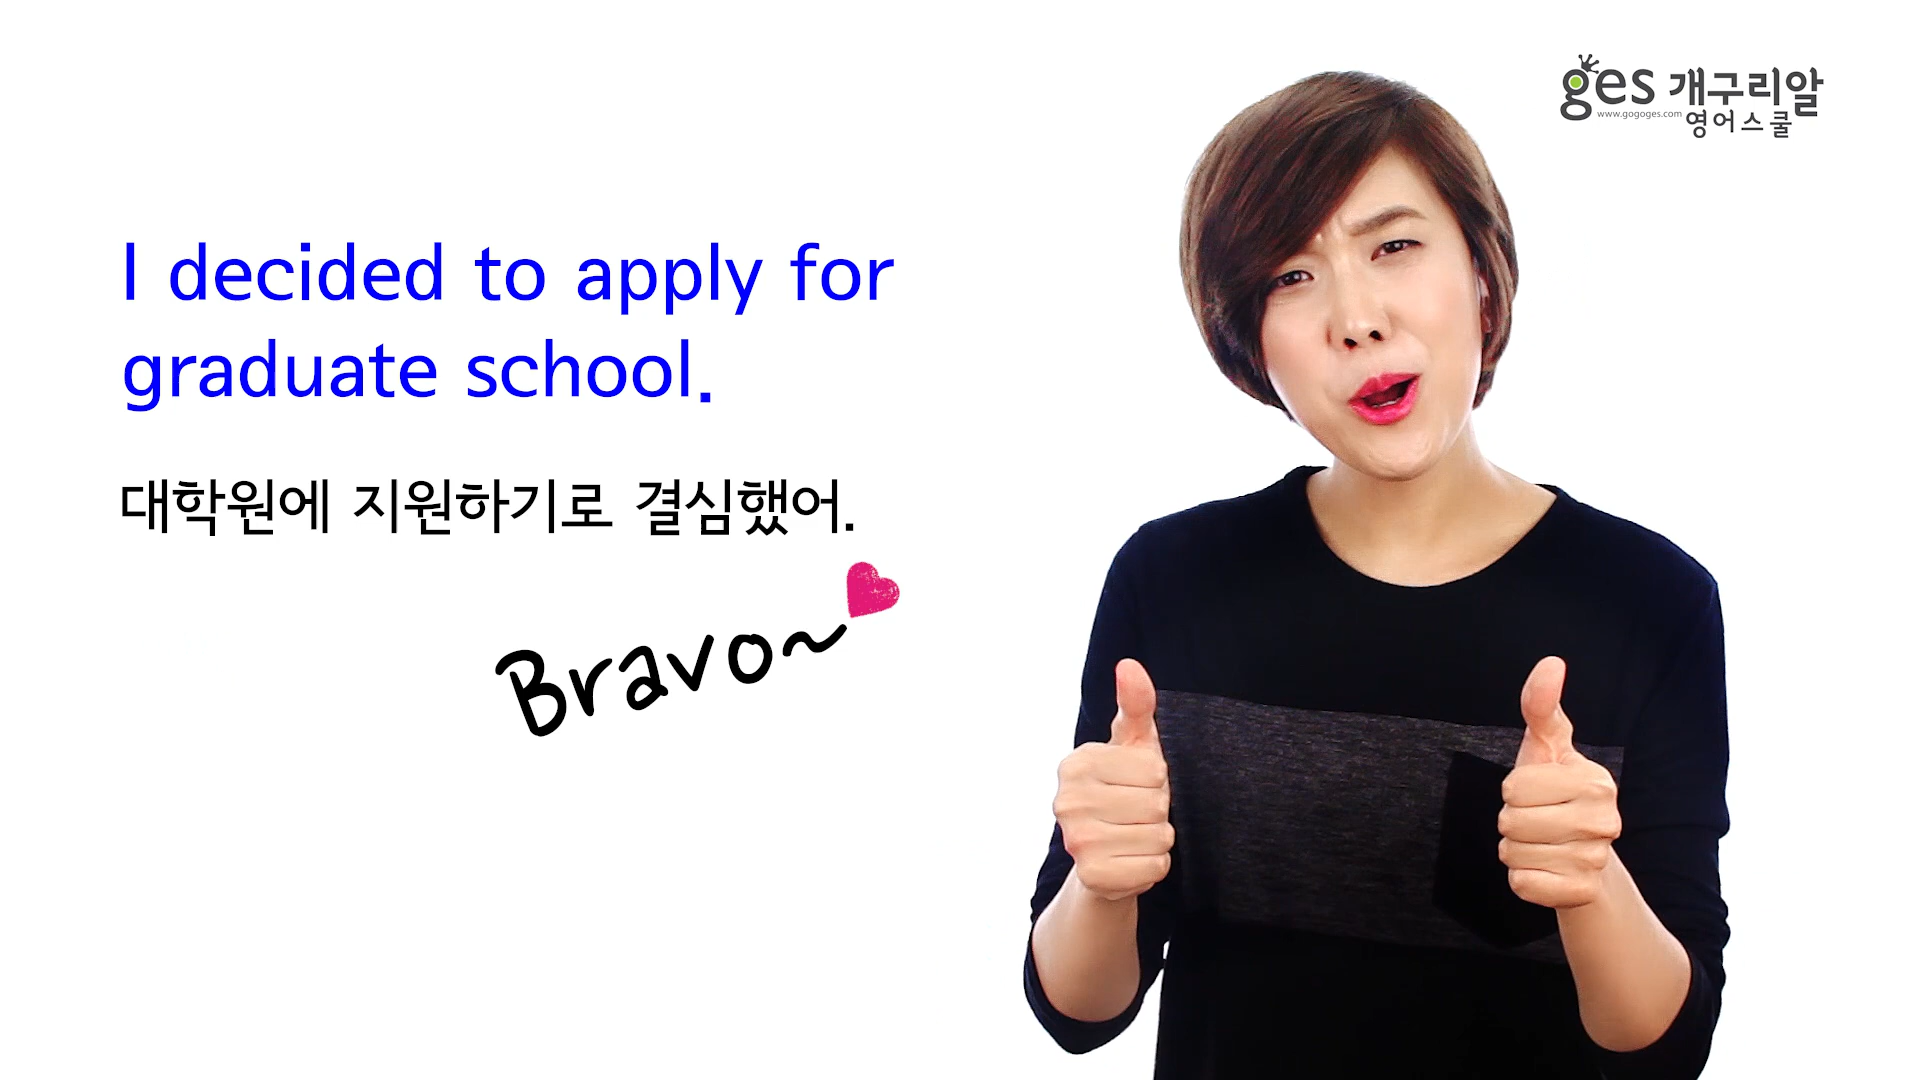 ges 개구리알
www.gogoges.com 영어스쿨
I decided to apply for
graduate school.
대학원에 지원하기로 결심했어.
Bravo~